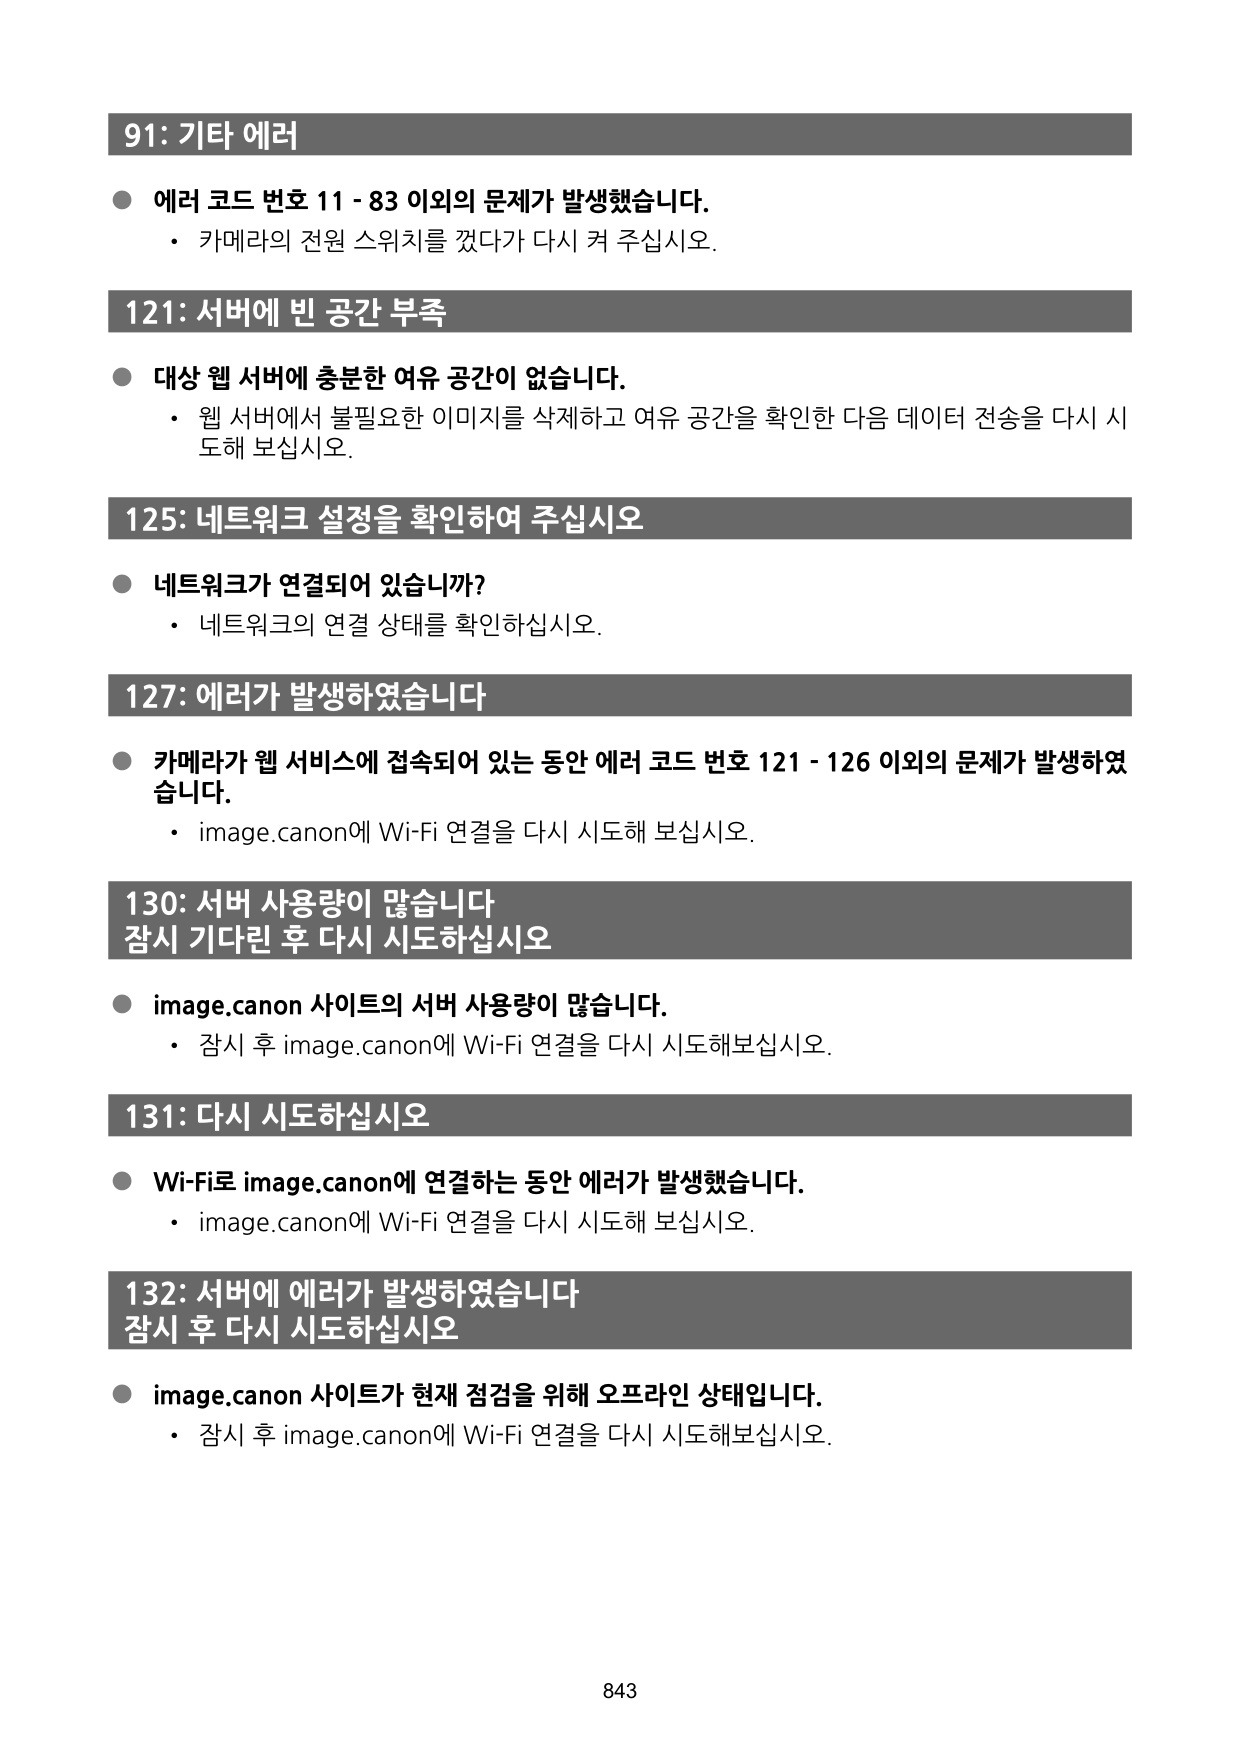 91: 기타 에러
● 에러 코드 번호 11 - 83 이외의 문제가 발생했습니다.
• 카메라의 전원 스위치를 껐다가 다시 켜 주십시오.
121: 서버에 빈 공간 부족
● 대상 웹 서버에 충분한 여유 공간이 없습니다.
• 웹 서버에서 불필요한 이미지를 삭제하고 여유 공간을 확인한 다음 데이터 전송을 다시 시
도해 보십시오.
125: 네트워크 설정을 확인하여 주십시오
● 네트워크가 연결되어 있습니까?
• 네트워크의 연결 상태를 확인하십시오.
127: 에러가 발생하였습니다
● 카메라가 웹 서비스에 접속되어 있는 동안 에러 코드 번호 121 - 126 이외의 문제가 발생하였
습니다.
• image.canon에 Wi-Fi 연결을 다시 시도해 보십시오.
130: 서버 사용량이 많습니다
잠시 기다린 후 다시 시도하십시오
● image.canon 사이트의 서버 사용량이 많습니다.
• 잠시 후 image.canon에 Wi-Fi 연결을 다시 시도해보십시오.
131: 다시 시도하십시오
● Wi-Fi로 image.canon에 연결하는 동안 에러가 발생했습니다.
• image.canon에 Wi-Fi 연결을 다시 시도해 보십시오.
132: 서버에 에러가 발생하였습니다
잠시 후 다시 시도하십시오
● image.canon 사이트가 현재 점검을 위해 오프라인 상태입니다.
• 잠시 후 image.canon에 Wi-Fi 연결을 다시 시도해보십시오.
843